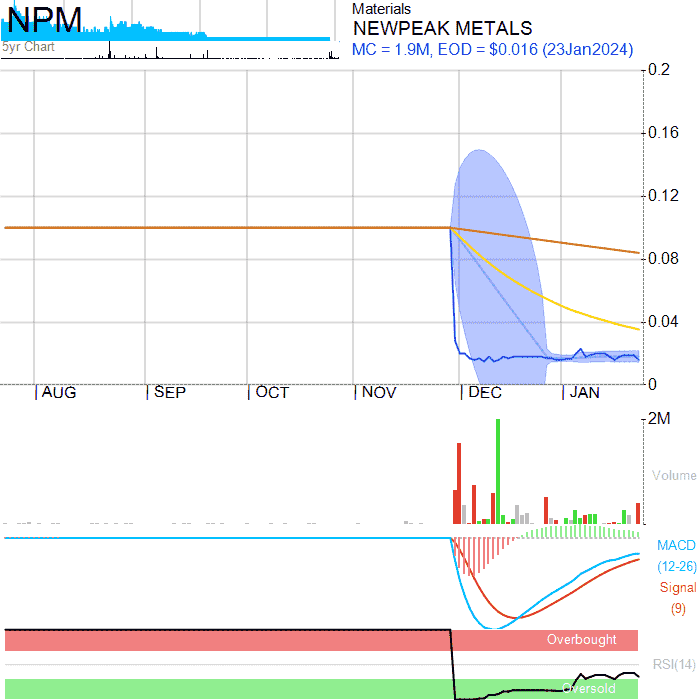 NPM
5yr Chart
Materials
NEWPEAK METALS
MC = 1.9M, EOD = $0.016 (23Jan2024)
0.2
0.16
0.12
0.08
0.04
0
AUG SEP OCT NOV DEC JAN
2M
Volume
MACD
(12-26)
Signal
(9)
Overbought
RSI(14)
Oversold